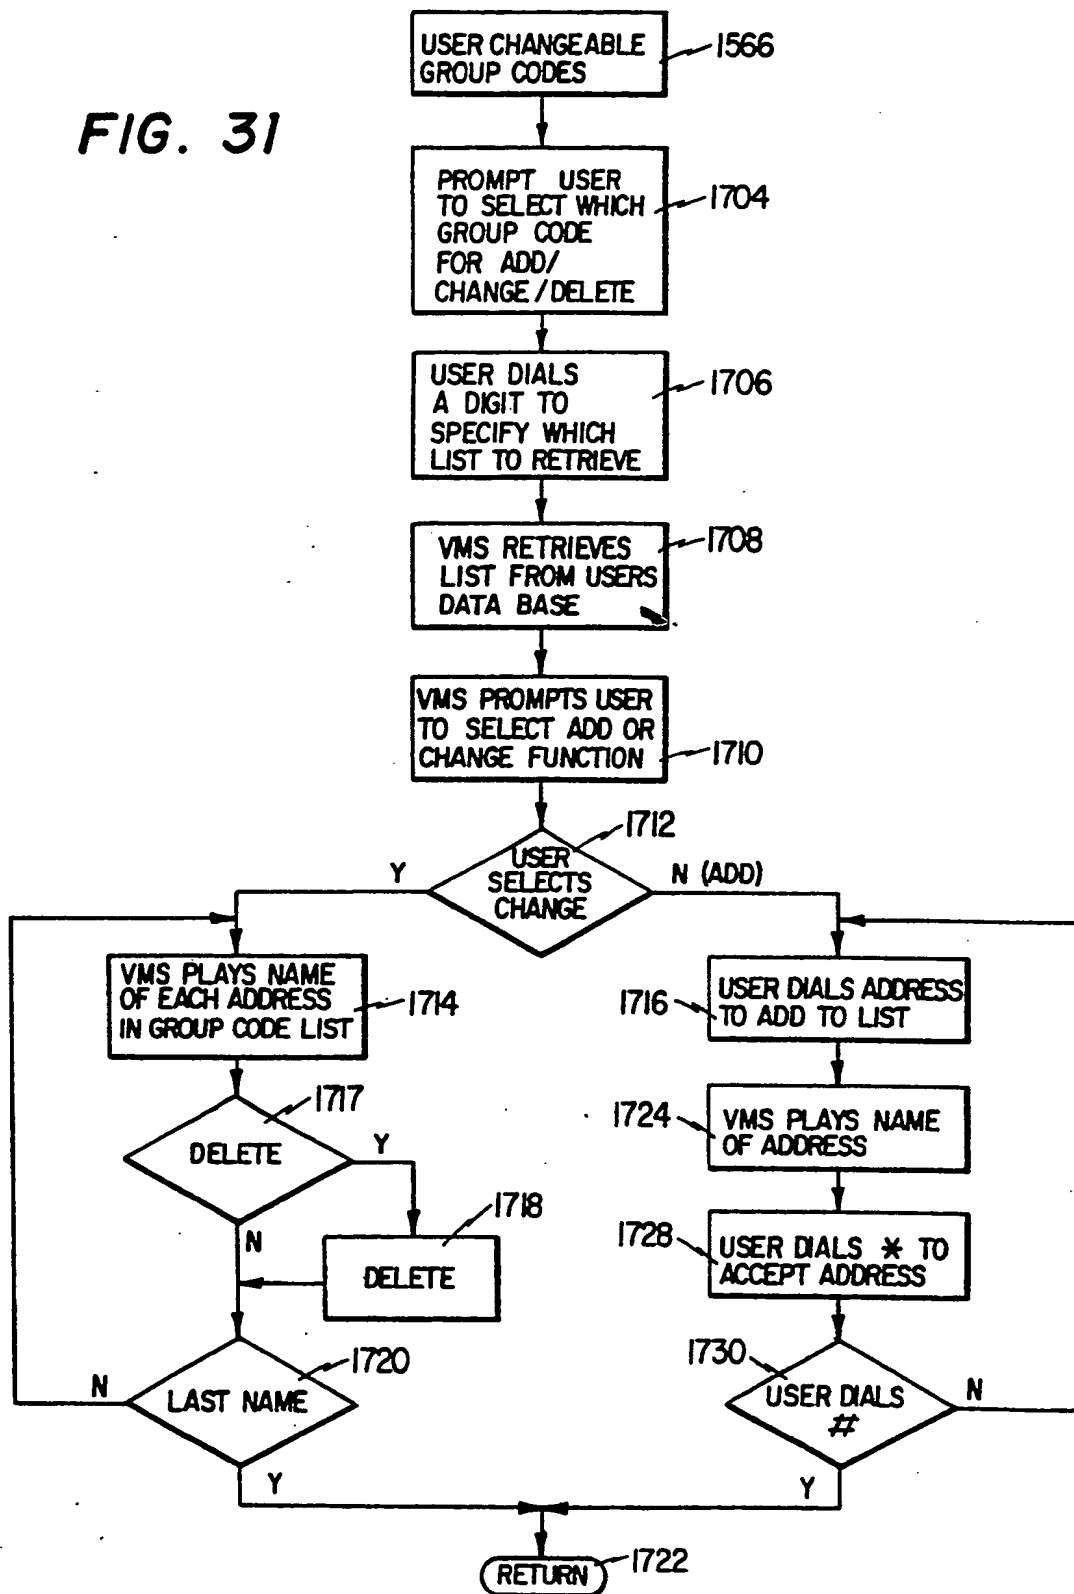 FIG. 31
USER CHANGEABLE
GROUP CODES
1566
PROMPT USER
TO SELECT WHICH
GROUP CODE
FOR ADD/
CHANGE/DELETE
1704
USER DIALS
A DIGIT TO
SPECIFY WHICH
LIST TO RETRIEVE
1706
VMS RETRIEVES
LIST FROM USERS
DATA BASE
1708
VMS PROMPTS USER
TO SELECT ADD OR
CHANGE FUNCTION
1710
1712
USER
SELECTS
CHANGE
Y
N (ADD)
VMS PLAYS NAME
OF EACH ADDRESS
IN GROUP CODE LIST
1714
1717
DELETE
Y
N
1718
DELETE
1720
LAST NAME
N
Y
1716
USER DIALS ADDRESS
TO ADD TO LIST
1724
VMS PLAYS NAME
OF ADDRESS
1728
USER DIALS * TO
ACCEPT ADDRESS
1730
USER DIALS
#
N
Y
RETURN
1722